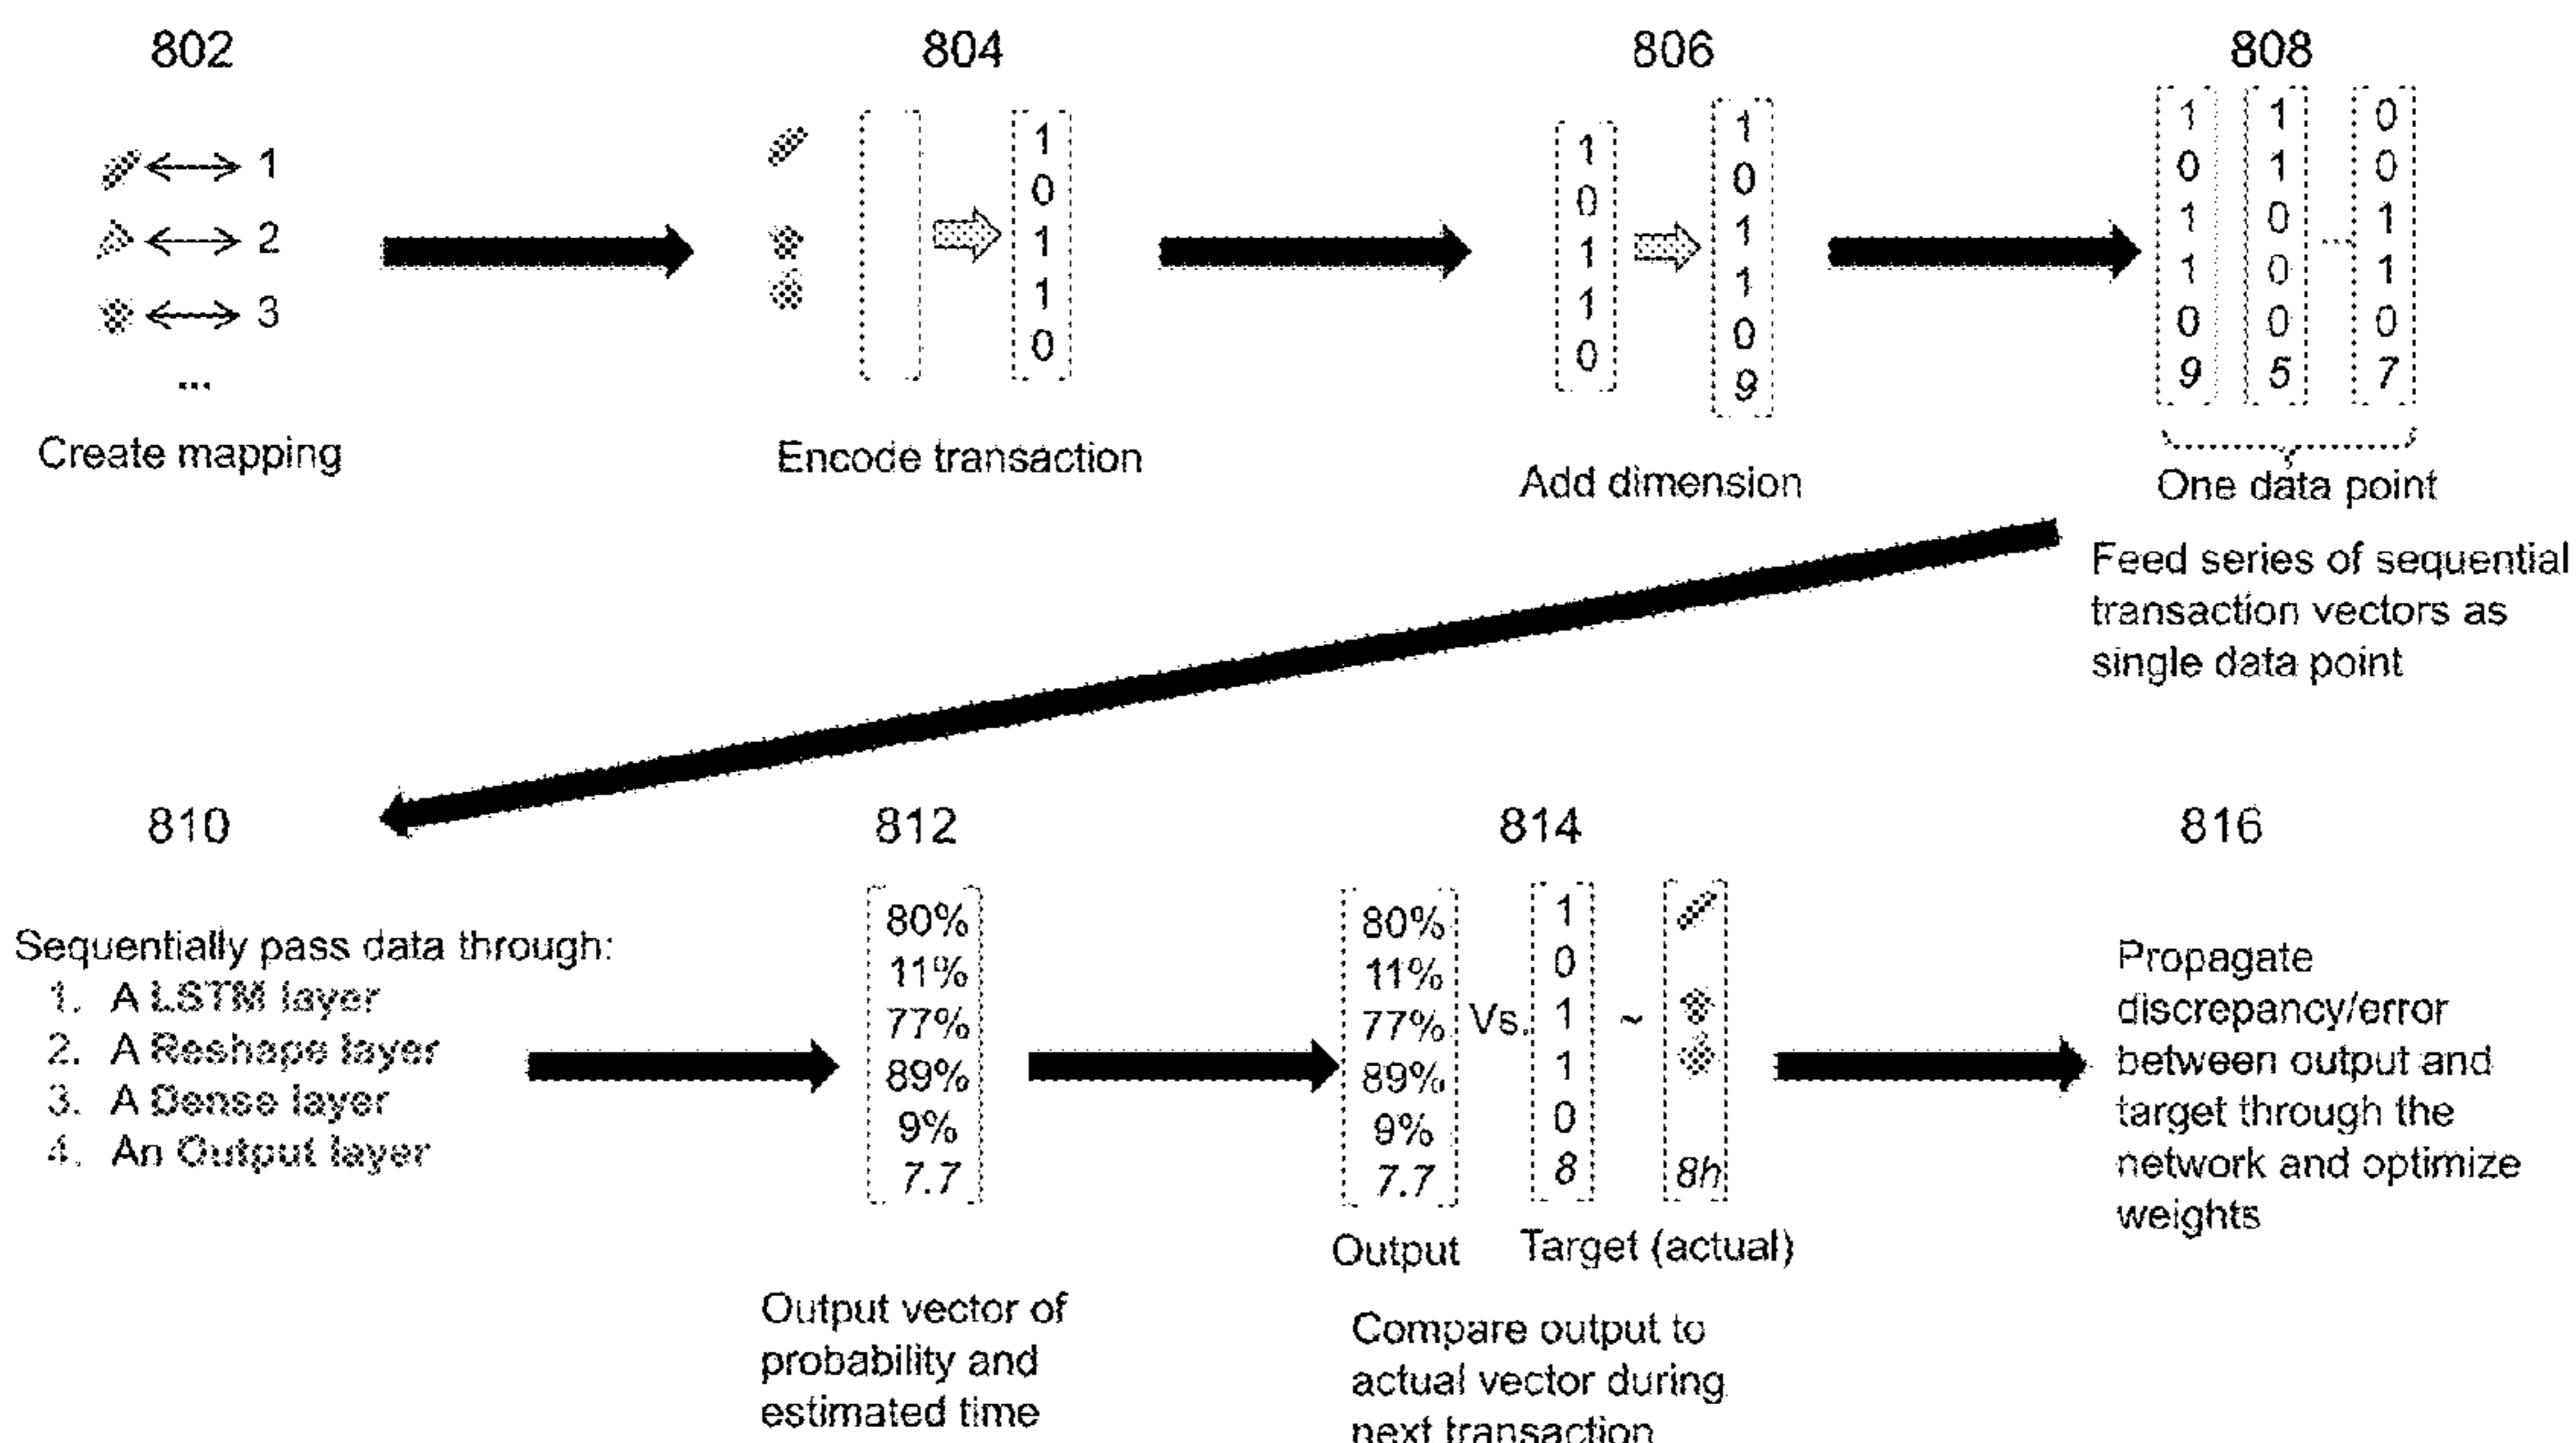 802
1
2
3
...
Create mapping
804
1
0
1
1
0
Encode transaction
806
1
0
1
1
0
1
0
1
1
0
9
Add dimension
808
1 1 0
0 1 0
1 0 1
1 0 1
0 0 0
9 5 7
One data point
Feed series of sequential
transaction vectors as
single data point
810
Sequentially pass data through:
1. A LSTM layer
2. A Reshape layer
3. A Dense layer
4. An Output layer
812
80%
11%
77%
89%
9%
7.7
Output vector of
probability and
estimated time
814
80% 1
11% 0
77% Vs. 1 ~
89% 1
9% 0
7.7 8 8h
Output Target (actual)
Compare output to
actual vector during
next transaction
816
Propagate
discrepancy/error
between output and
target through the
network and optimize
weights